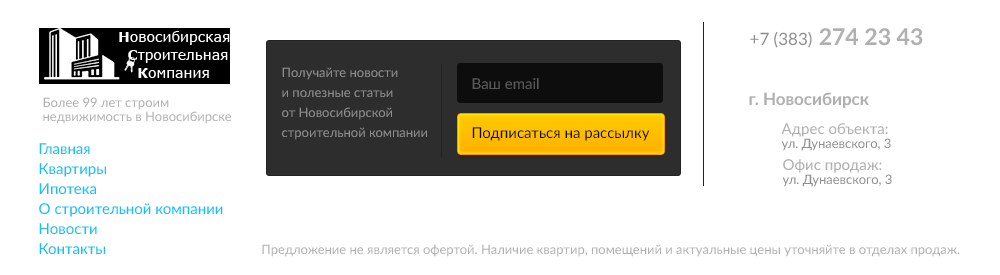 Новосибирская
Строительная
Компания
Более 99 лет строим
недвижимость в Новосибирске
Главная
Квартиры
Ипотека
О строительной компании
Новости
Контакты
Получайте новости
и полезные статьи
от Новосибирской
строительной компании
Ваш email
Подписаться на рассылку
+7 (383) 274 23 43
г. Новосибирск
Адрес объекта:
ул. Дунаевского, 3
Офис продаж:
ул. Дунаевского, 3
Предложение не является офертой. Наличие квартир, помещений и актуальные цены уточняйте в отделах продаж.